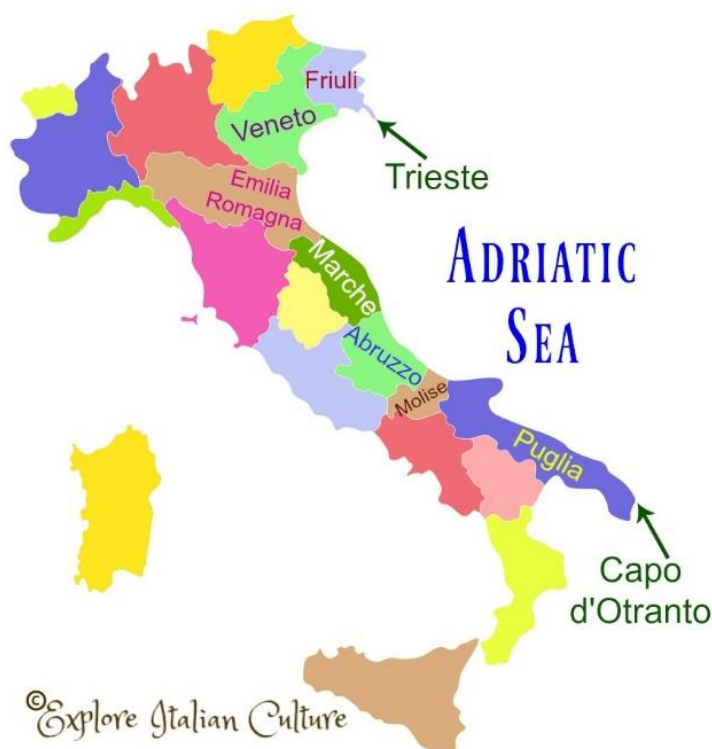 Friuli
Veneto
Trieste
Emilia
Romagna
Marche
ADRIATIC
SEA
Abruzzo
Molise
Puglia
Capo
d'Otranto
©Explore Italian Culture